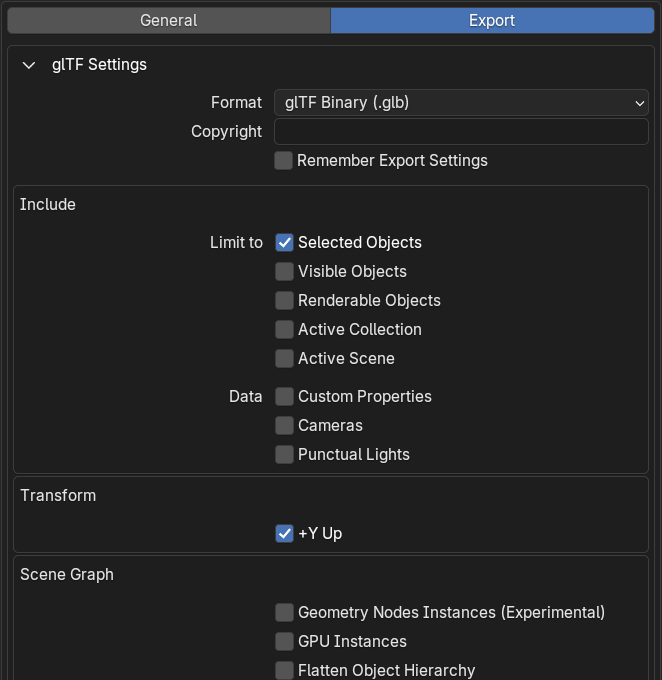 General Export
glTF Settings
Format glTF Binary (.glb)
Copyright
Remember Export Settings
Include
Limit to Selected Objects
Visible Objects
Renderable Objects
Active Collection
Active Scene
Data Custom Properties
Cameras
Punctual Lights
Transform
+Y Up
Scene Graph
Geometry Nodes Instances (Experimental)
GPU Instances
Flatten Object Hierarchy